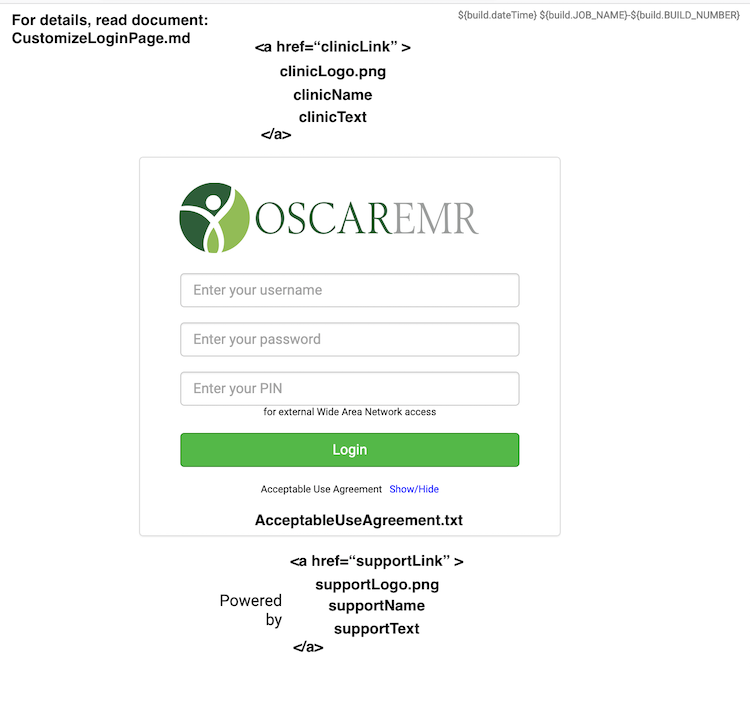 For details, read document:
CustomizeLoginPage.md
${build.dateTime} ${build.JOB_NAME}-${build.BUILD_NUMBER}
<a href=“clinicLink” >
clinicLogo.png
clinicName
clinicText
</a>
OSCAREMR
Enter your username
Enter your password
Enter your PIN
for external Wide Area Network access
Login
Acceptable Use Agreement Show/Hide
AcceptableUseAgreement.txt
<a href=“supportLink” >
supportLogo.png
Powered
supportName
by
supportText
</a>